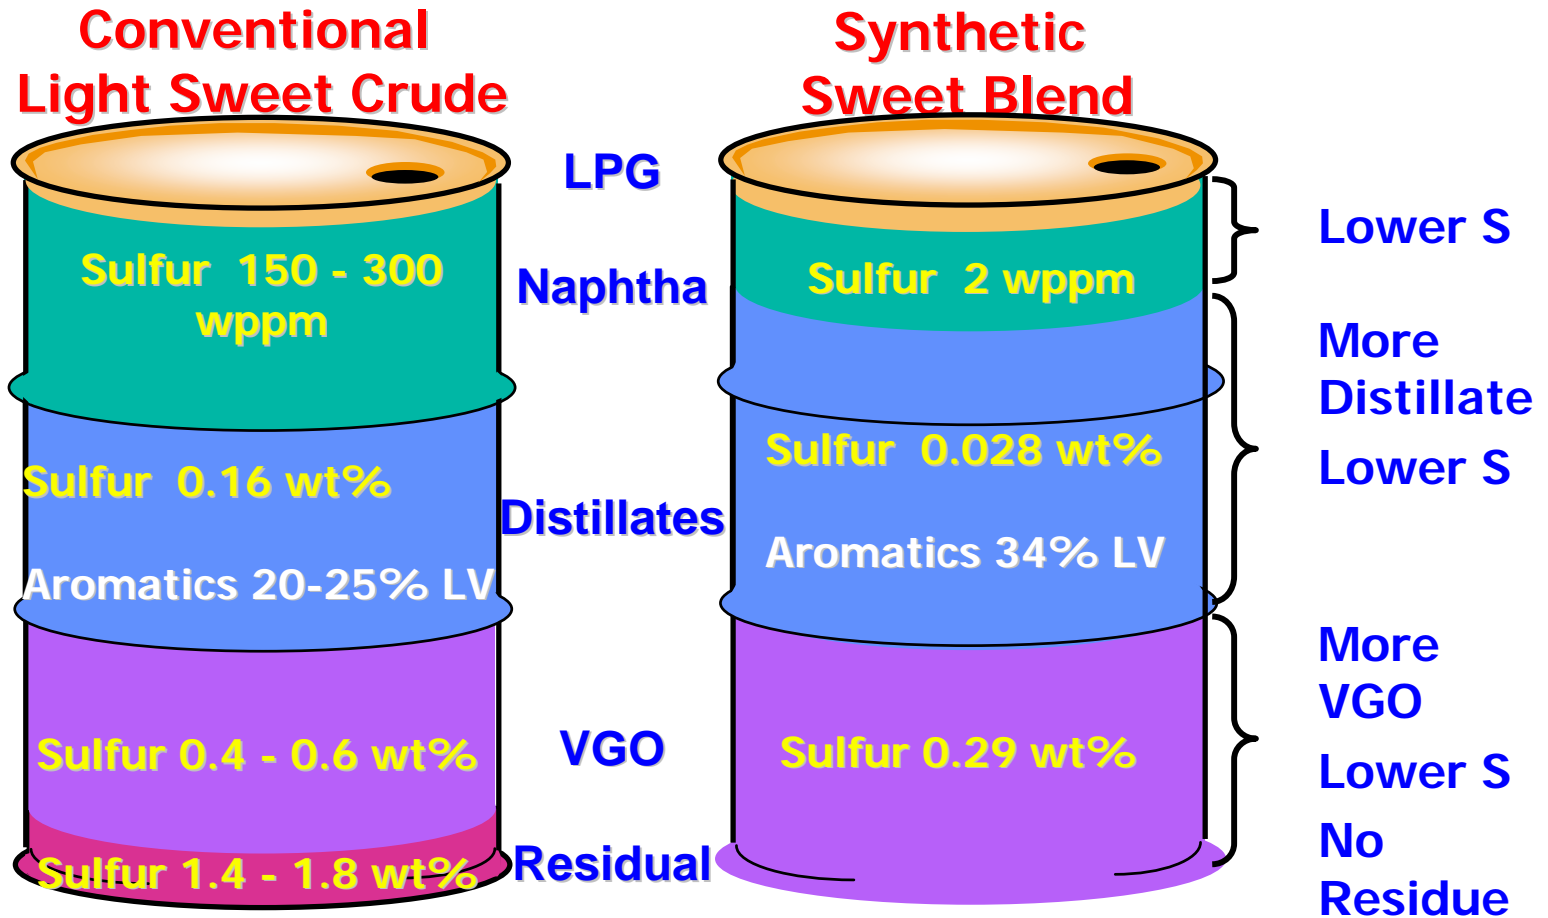 Conventional
Light Sweet Crude
Synthetic
Sweet Blend
LPG
Naphtha
Distillates
VGO
Residual
Sulfur 150 - 300
wppm
Sulfur 0.16 wt%
Aromatics 20-25% LV
Sulfur 0.4 - 0.6 wt%
Sulfur 1.4 - 1.8 wt%
Sulfur 2 wppm
Sulfur 0.028 wt%
Aromatics 34% LV
Sulfur 0.29 wt%
Lower S
More
Distillate
Lower S
More
VGO
Lower S
No
Residue